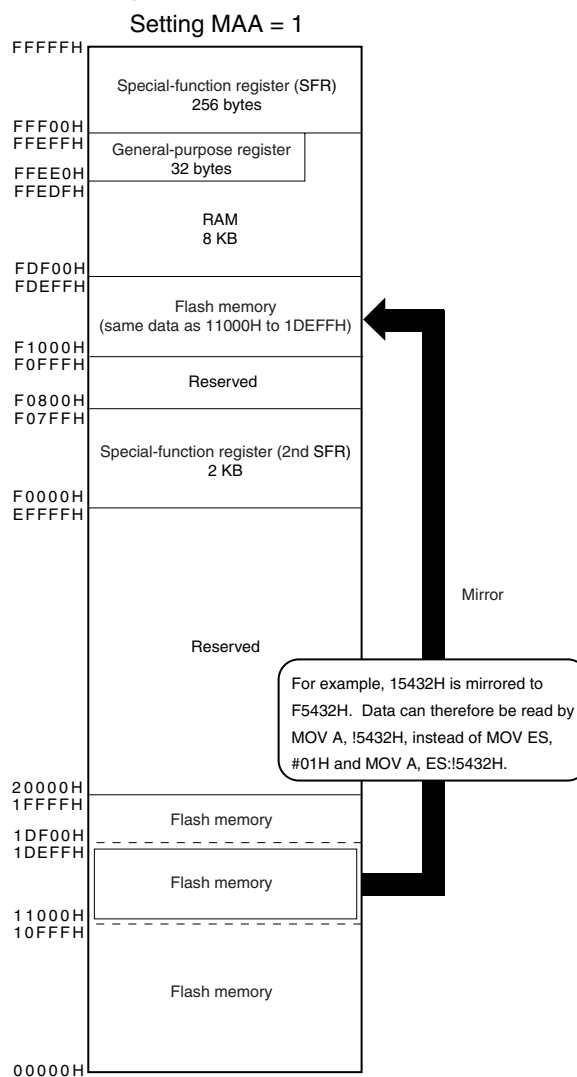 Setting MAA = 1
FFFFFH
Special-function register (SFR)
256 bytes
FFF00H
FFEFFH
General-purpose register
32 bytes
FFEE0H
FFEDFH
RAM
8 KB
FDF00H
FDEFFH
Flash memory
(same data as 11000H to 1DEFFH)
F1000H
F0FFFH
Reserved
F0800H
F07FFH
Special-function register (2nd SFR)
2 KB
F0000H
EFFFFH
Mirror
Reserved
For example, 15432H is mirrored to
F5432H. Data can therefore be read by
MOV A, !5432H, instead of MOV ES,
#01H and MOV A, ES:!5432H.
20000H
1FFFFH
Flash memory
1DF00H
1DEFFH
Flash memory
11000H
10FFFH
Flash memory
00000H